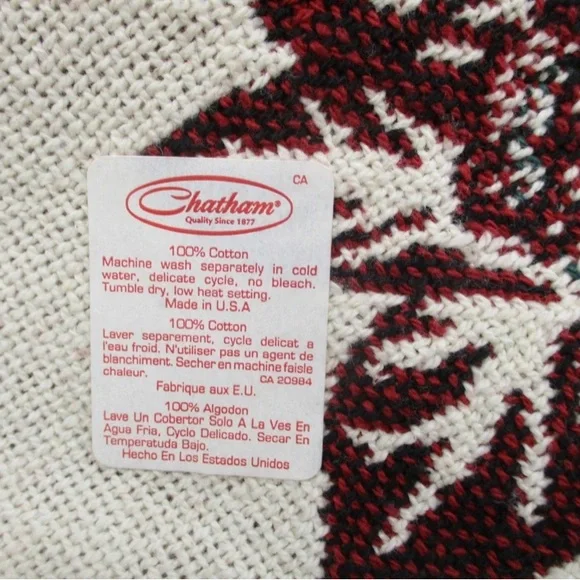 CA
Chatham®
Quality Since 1877
100% Cotton
Machine wash separately in cold
water, delicate cycle, no bleach.
Tumble dry, low heat setting.
Made in U.S.A
100% Cotton
Laver separement, cycle delicat a
l'eau froid. N'utiliser pas un agent de
blanchiment. Secher en machine faisle
chaleur. CA 20984
Fabrique aux E.U.
100% Algodon
Lave Un Cobertor Solo A La Ves En
Agua Fria, Cyclo Delicado. Secar En
Temperatuda Bajo.
Hecho En Los Estados Unidos